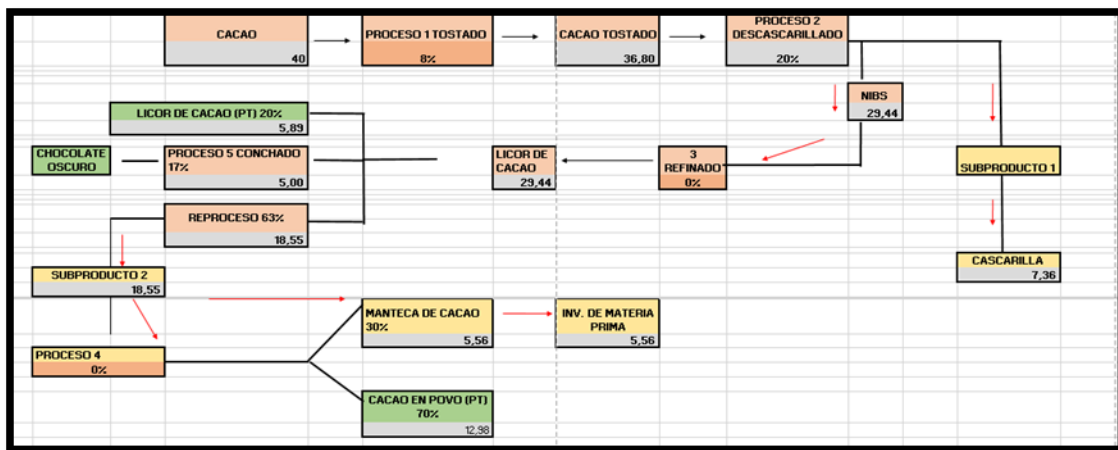 CACAO
40
PROCESO 1 TOSTADO
8%
CACAO TOSTADO
36,80
PROCESO 2
DESCASCARILLADO
20%
NIBS
29,44
LICOR DE CACAO (PT) 20%
5,89
CHOCOLATE
OSCURO
PROCESO 5 CONCHADO
17%
5,00
LICOR DE
CACAO
29,44
3
REFINADO
0%
SUBPRODUCTO 1
REPROCESO 63%
18,55
CASCARILLA
7,36
SUBPRODUCTO 2
18,55
MANTECA DE CACAO
30%
5,56
INV. DE MATERIA
PRIMA
5,56
PROCESO 4
0%
CACAO EN POVO (PT)
70%
12,98